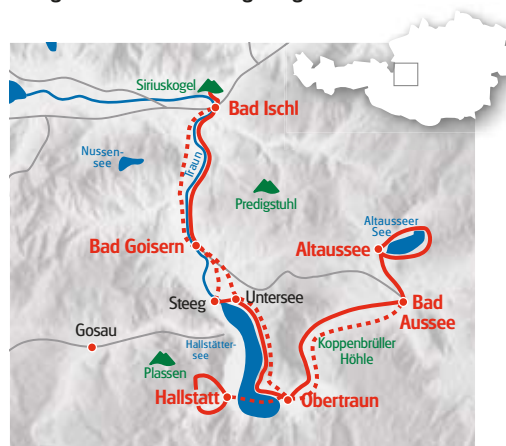 Siriuskogel
Bad Ischl
Nussen-
see
Traun
Predigstuhl
Altausseer
See
Bad Goisern
Altaussee
Steeg
Untersee
Bad
Aussee
Gosau
Hallstätter-
see
Koppenbrüller
Höhle
Plassen
Hallstatt
Obertraun